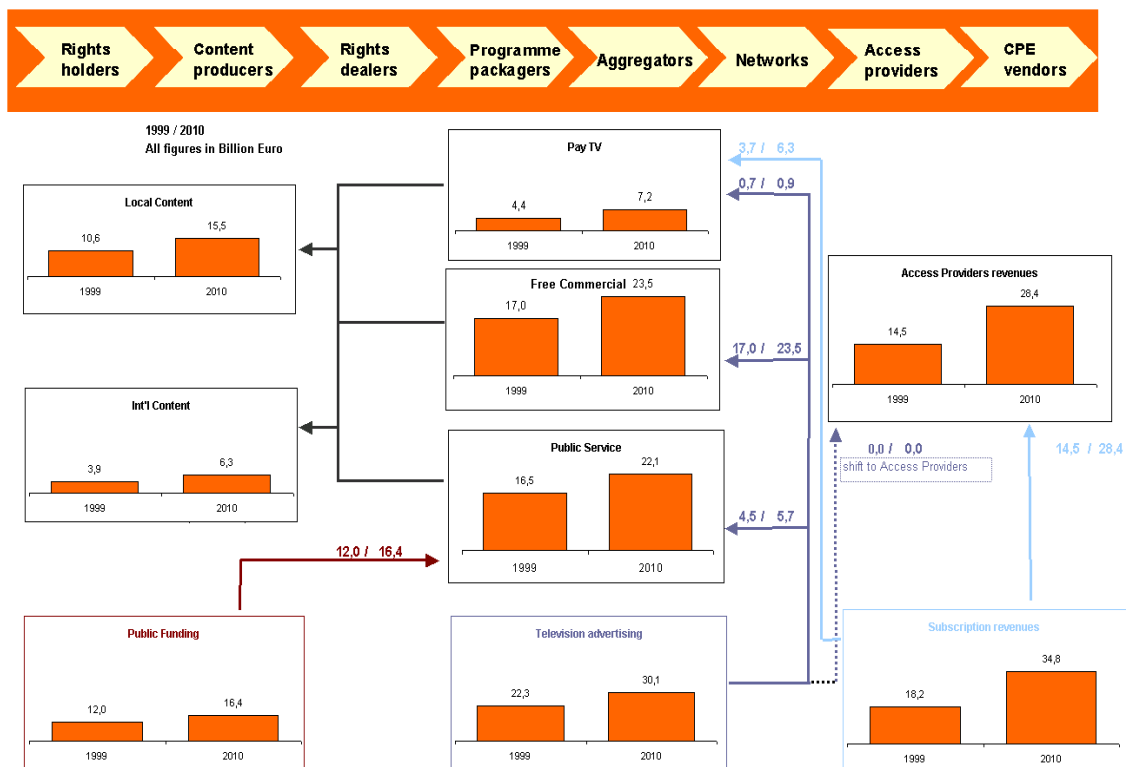 Rights holders
Content producers
Rights dealers
Programme packagers
Aggregators
Networks
Access providers
CPE vendors
1999 / 2010
All figures in Billion Euro
Pay TV
4,4
7,2
1999
2010
3,7 / 6,3
0,7 / 0,9
Local Content
10,6
15,5
1999
2010
Free Commercial
17,0
23,5
1999
2010
17,0 / 23,5
Access Providers revenues
14,5
28,4
1999
2010
Int'l Content
3,9
6,3
1999
2010
Public Service
16,5
22,1
1999
2010
0,0 / 0,0
shift to Access Providers
14,5 / 28,4
4,5 / 5,7
12,0 / 16,4
Public Funding
12,0
16,4
1999
2010
Television advertising
22,3
30,1
1999
2010
Subscription revenues
18,2
34,8
1999
2010